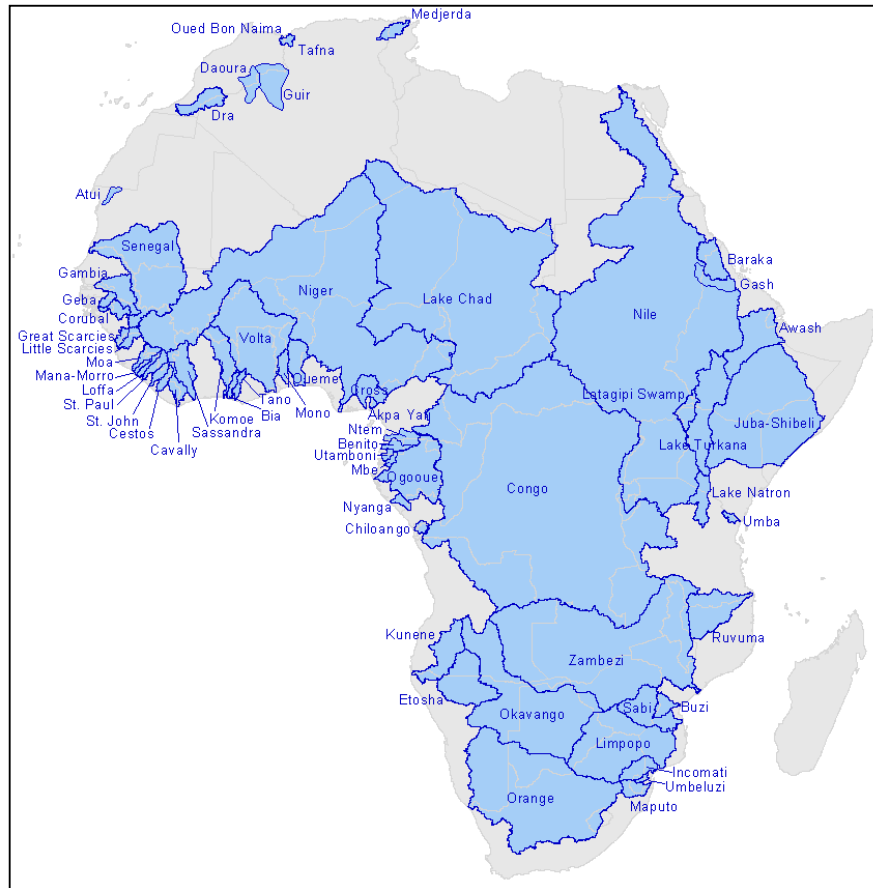 Medjerda
Oued Bon Naima
Tafna
Daoura
Guir
Dra
Atui
Senegal
Baraka
Gambia
Gash
Niger
Geba
Lake Chad
Nile
Corubal
Awash
Great Scarcies
Volta
Little Scarcies
Moa
Mana-Morro
Oueme
Loffa
Cross
Latagipi Swamp
St. Paul
Tano
Mono
Akpa Yari
Juba-Shibeli
St. John
Komoe
Bia
Cestos
Sassandra
Ntem
Cavally
Benito
Lake Turkana
Utamboni
Mbe
Ogooue
Congo
Lake Natron
Nyanga
Umba
Chiloango
Kunene
Ruvuma
Zambezi
Etosha
Okavango
Sabi
Buzi
Limpopo
Incomati
Umbeluzi
Orange
Maputo